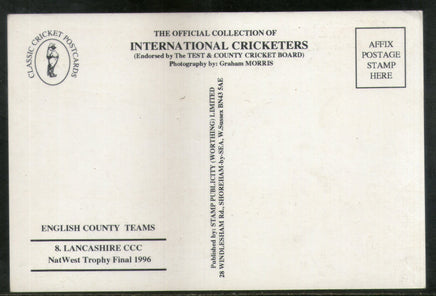 CLASSIC CRICKET POSTCARDS
THE OFFICIAL COLLECTION OF
INTERNATIONAL CRICKETERS
(Endorsed by The TEST & COUNTY CRICKET BOARD)
Photography by: Graham MORRIS
AFFIX
POSTAGE
STAMP
HERE
Published by: STAMP PUBLICITY (WORTHING) LIMITED
28 WINDLESHAM Rd., SHOREHAM-by-SEA, W.Sussex BN43 5AE
ENGLISH COUNTY TEAMS
8. LANCASHIRE CCC
NatWest Trophy Final 1996